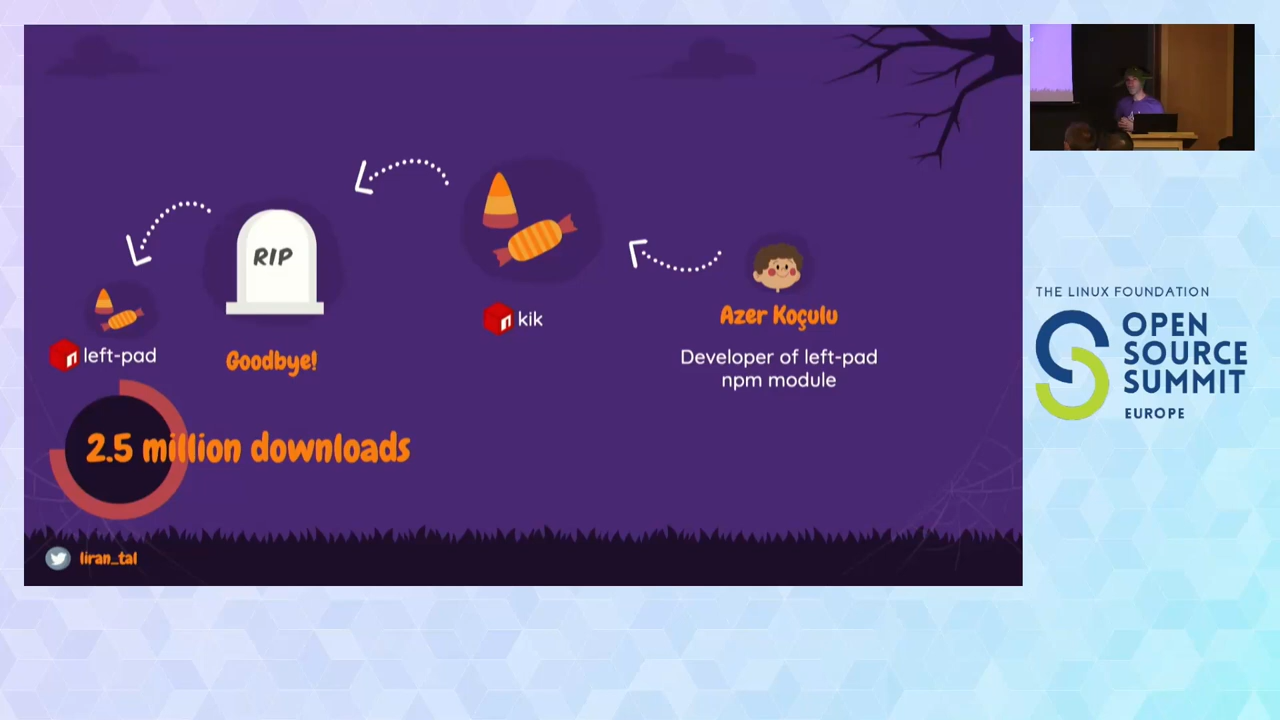 RIP
kik
left-pad
Goodbye!
Azer Koçulu
Developer of left-pad
npm module
2.5 million downloads
liran_tal
THE LINUX FOUNDATION
OPEN
SOURCE
SUMMIT
EUROPE